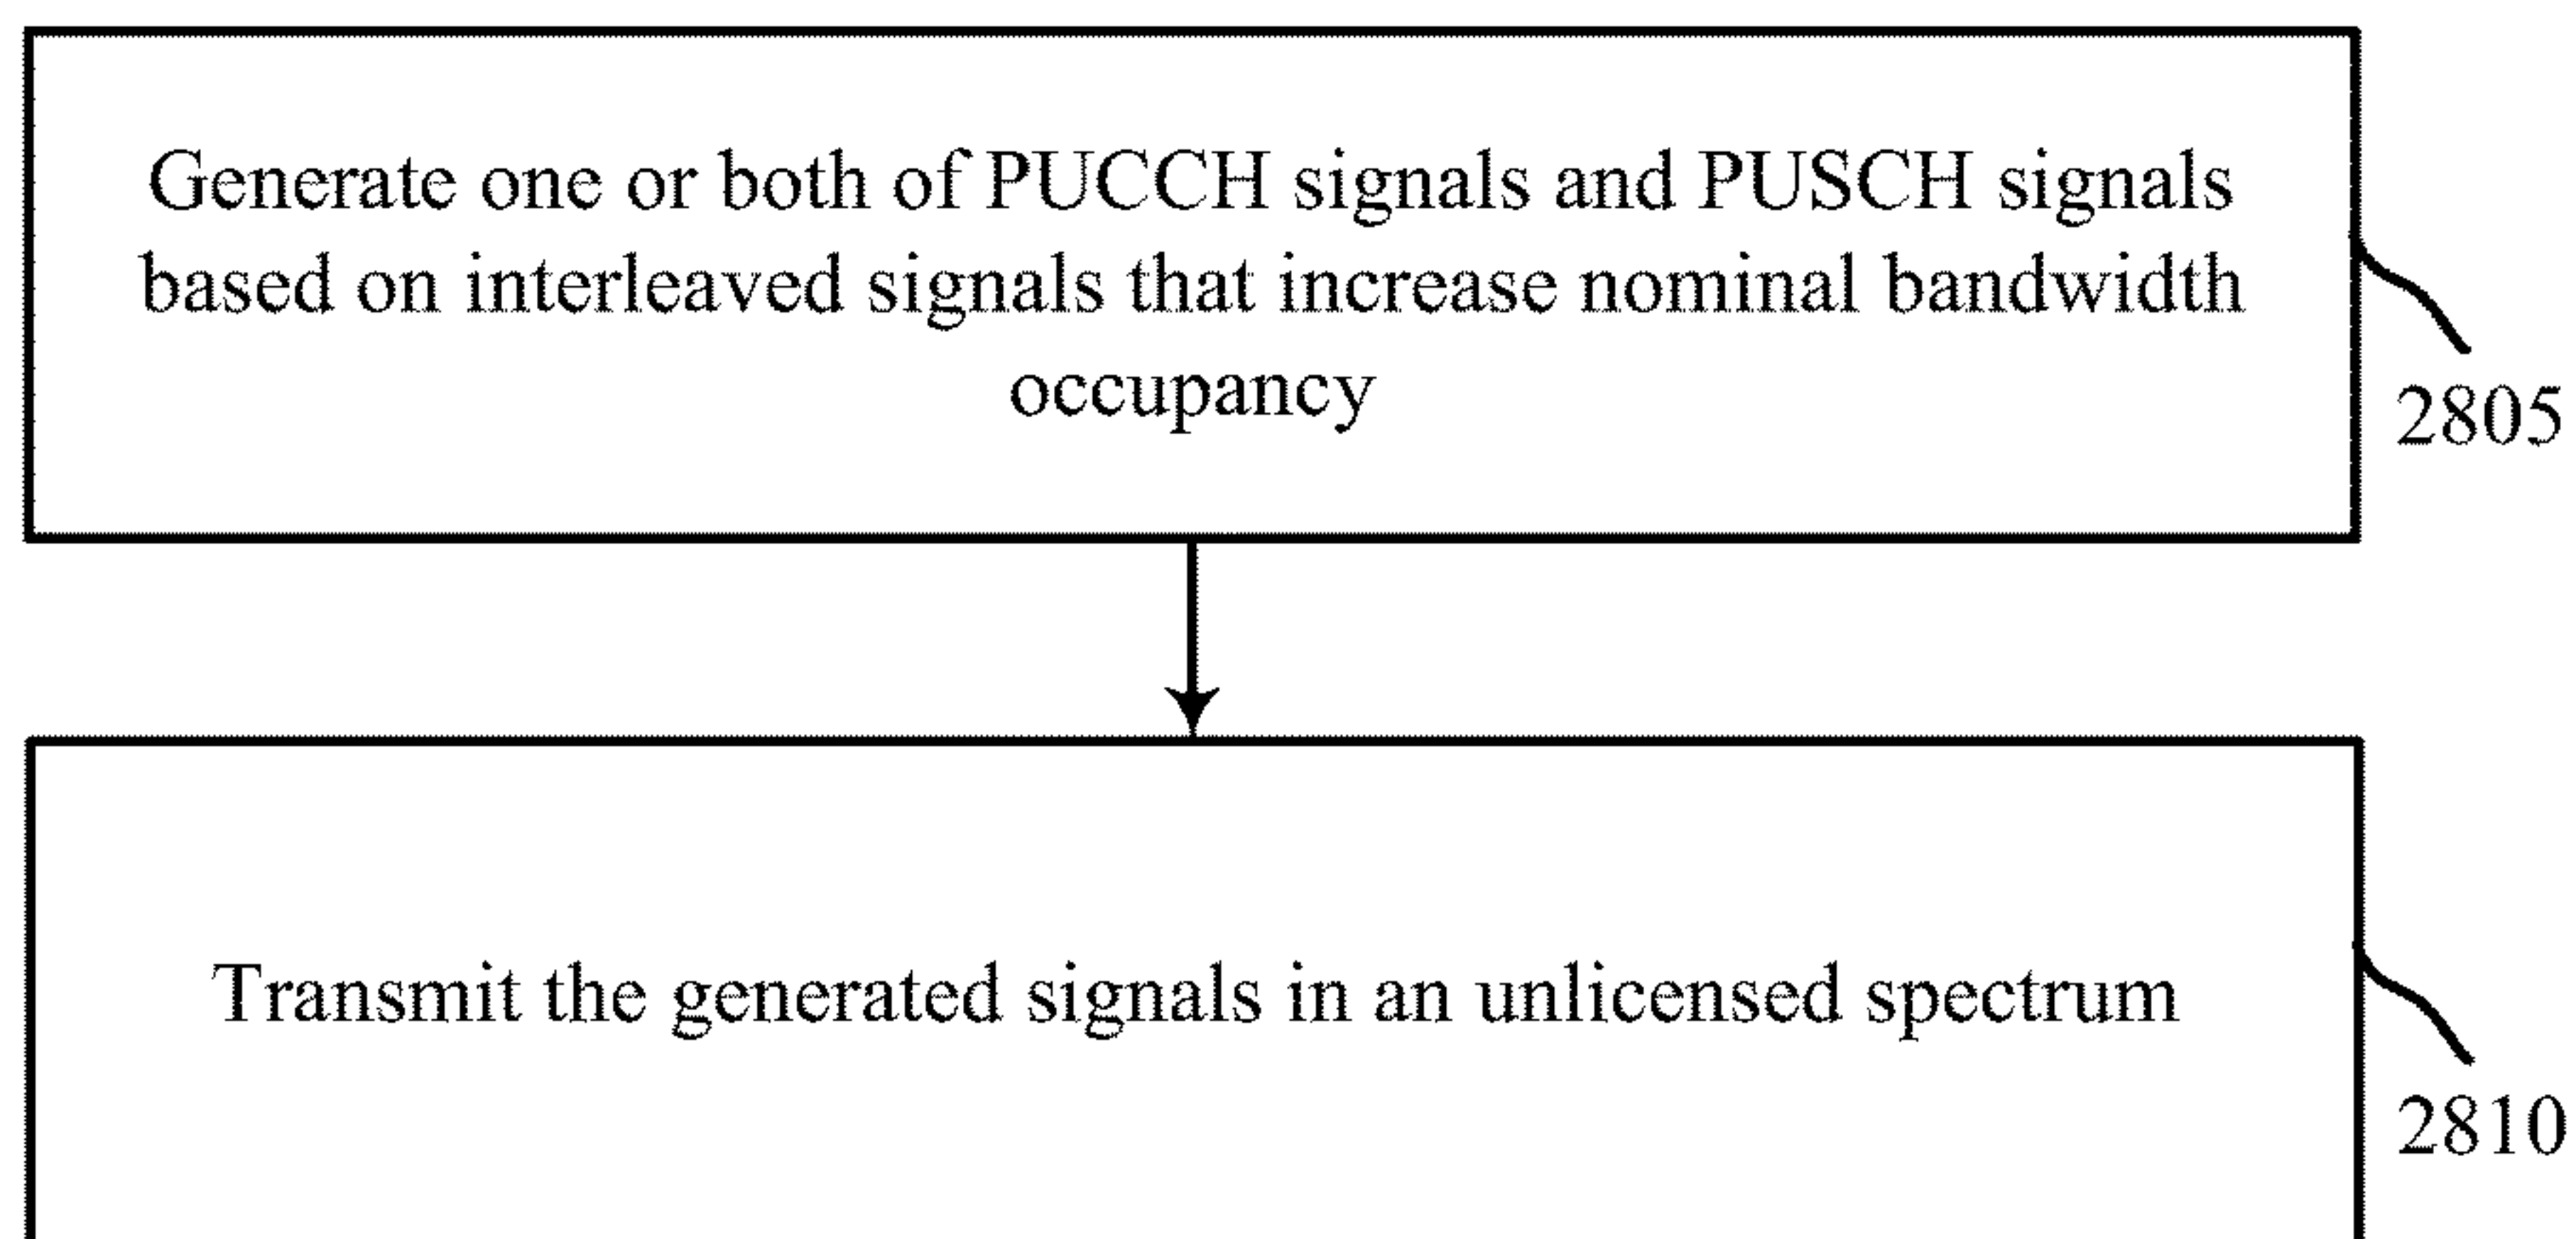 Generate one or both of PUCCH signals and PUSCH signals
based on interleaved signals that increase nominal bandwidth
occupancy
2805
Transmit the generated signals in an unlicensed spectrum
2810